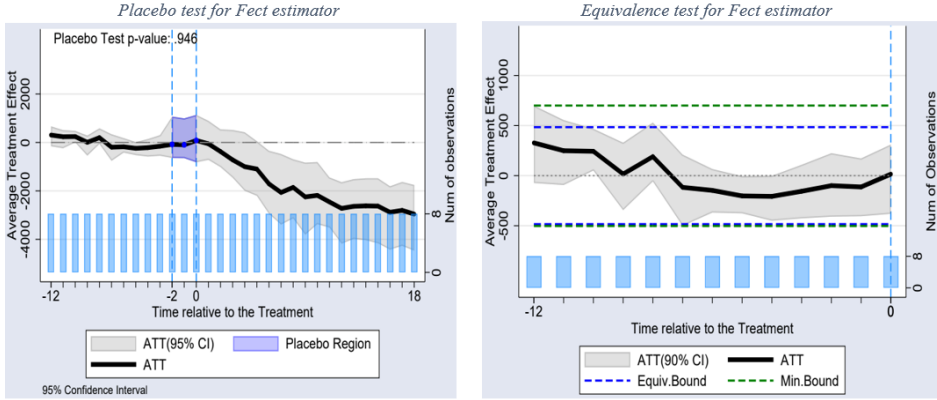 Placebo test for Fect estimator
Placebo Test p-value: .946
Average Treatment Effect
2000
0
-2000
-4000
Num of Observations
8
0
-12
-2
0
18
Time relative to the Treatment
ATT(95% CI)
Placebo Region
ATT
95% Confidence Interval
Equivalence test for Fect estimator
Average Treatment Effect
1000
500
0
-500
Num of Observations
8
0
-12
0
Time relative to the Treatment
ATT(90% CI)
ATT
Equiv.Bound
Min.Bound